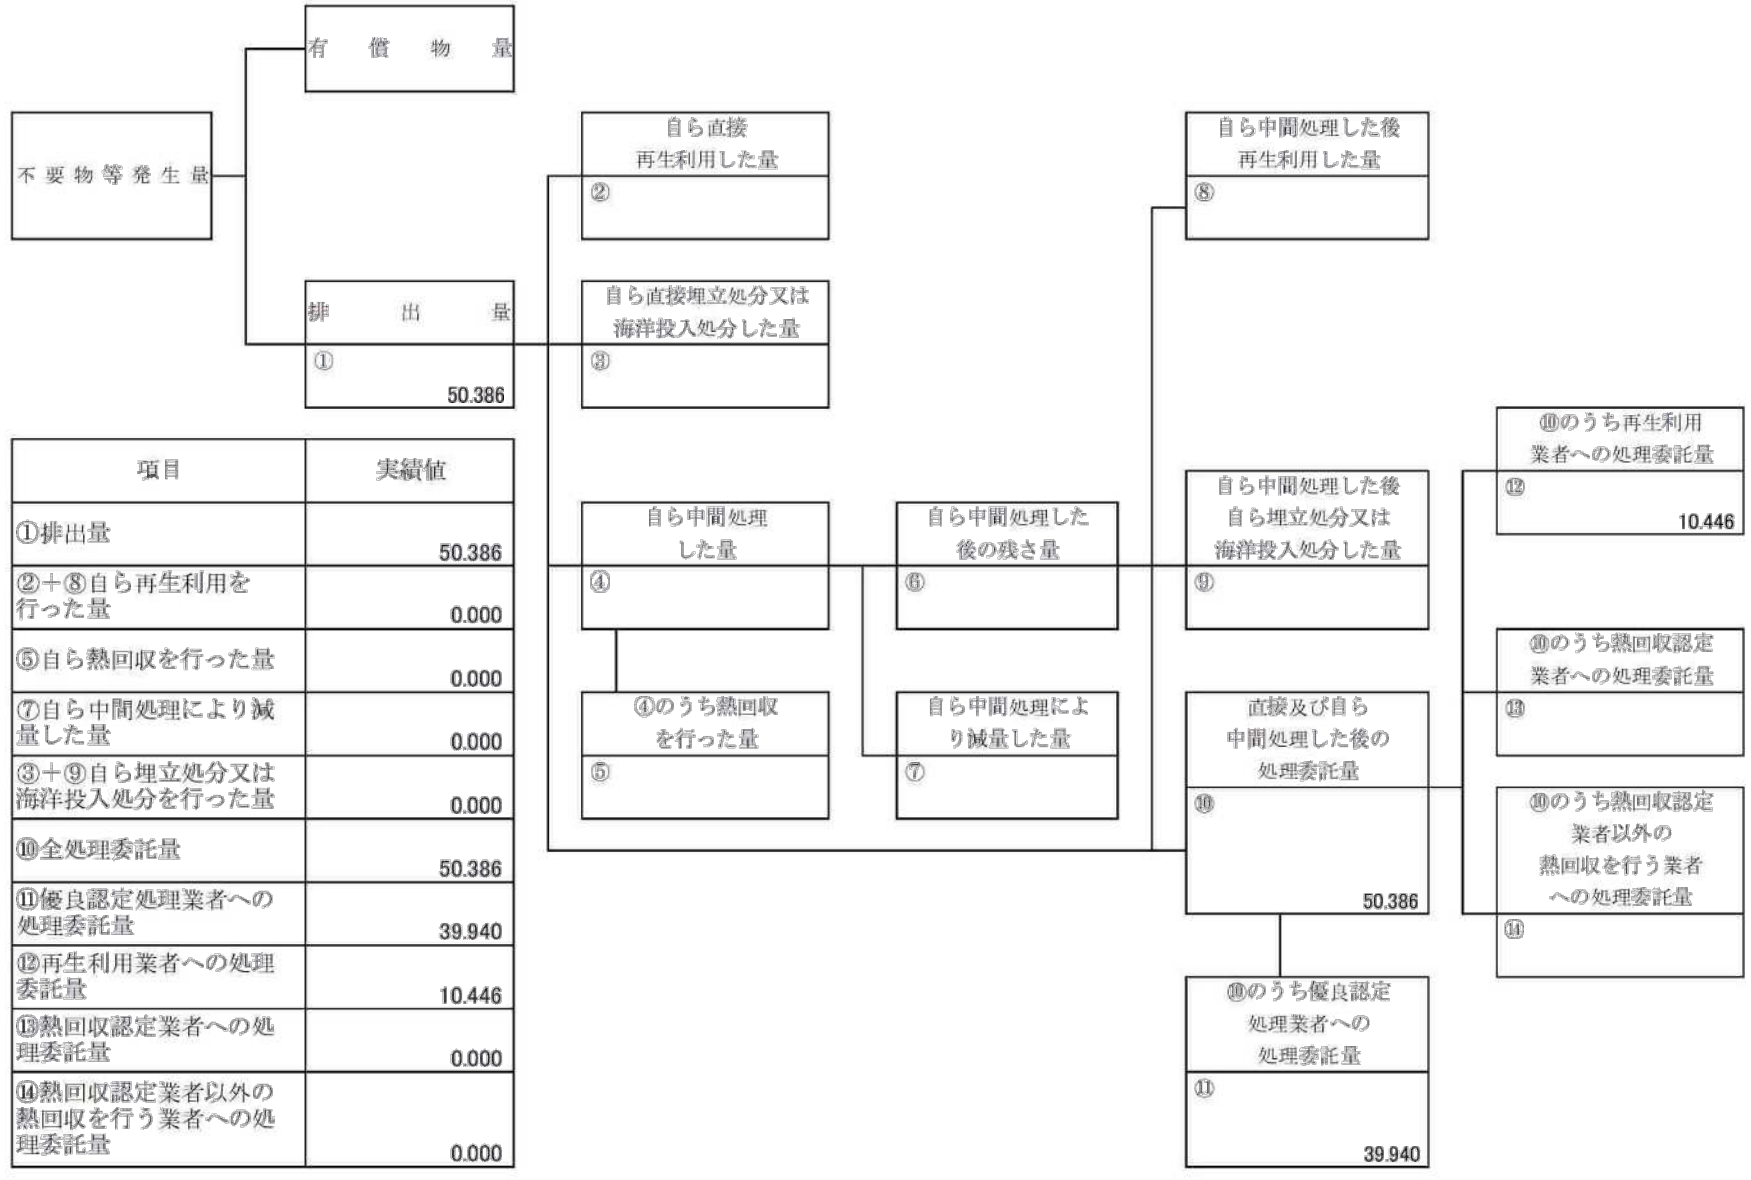 有償物量
不要物等発生量
排出量
①
50.386
自ら直接
再生利用した量
②
自ら直接埋立処分又は
海洋投入処分した量
③
自ら中間処理した後
再生利用した量
⑧
項目 実績値
①排出量
50.386
②+⑧自ら再生利用を
行った量
0.000
⑤自ら熱回収を行った量
0.000
⑦自ら中間処理により減
量した量
0.000
③+⑨自ら埋立処分又は
海洋投入処分を行った量
0.000
⑩全処理委託量
50.386
⑪優良認定処理業者への
処理委託量
39.940
⑫再生利用業者への処理
委託量
10.446
⑬熱回収認定業者への処
理委託量
0.000
⑭熱回収認定業者以外の
熱回収を行う業者への処
理委託量
0.000
自ら中間処理
した量
④
④のうち熱回収
を行った量
⑤
自ら中間処理した
後の残さ量
⑥
自ら中間処理によ
り減量した量
⑦
自ら中間処理した後
自ら埋立処分又は
海洋投入処分した量
⑨
直接及び自ら
中間処理した後の
処理委託量
⑩
50.386
⑩のうち優良認定
処理業者への
処理委託量
⑪
39.940
⑩のうち再生利用
業者への処理委託量
⑫
10.446
⑩のうち熱回収認定
業者への処理委託量
⑬
⑩のうち熱回収認定
業者以外の
熱回収を行う業者
への処理委託量
⑭